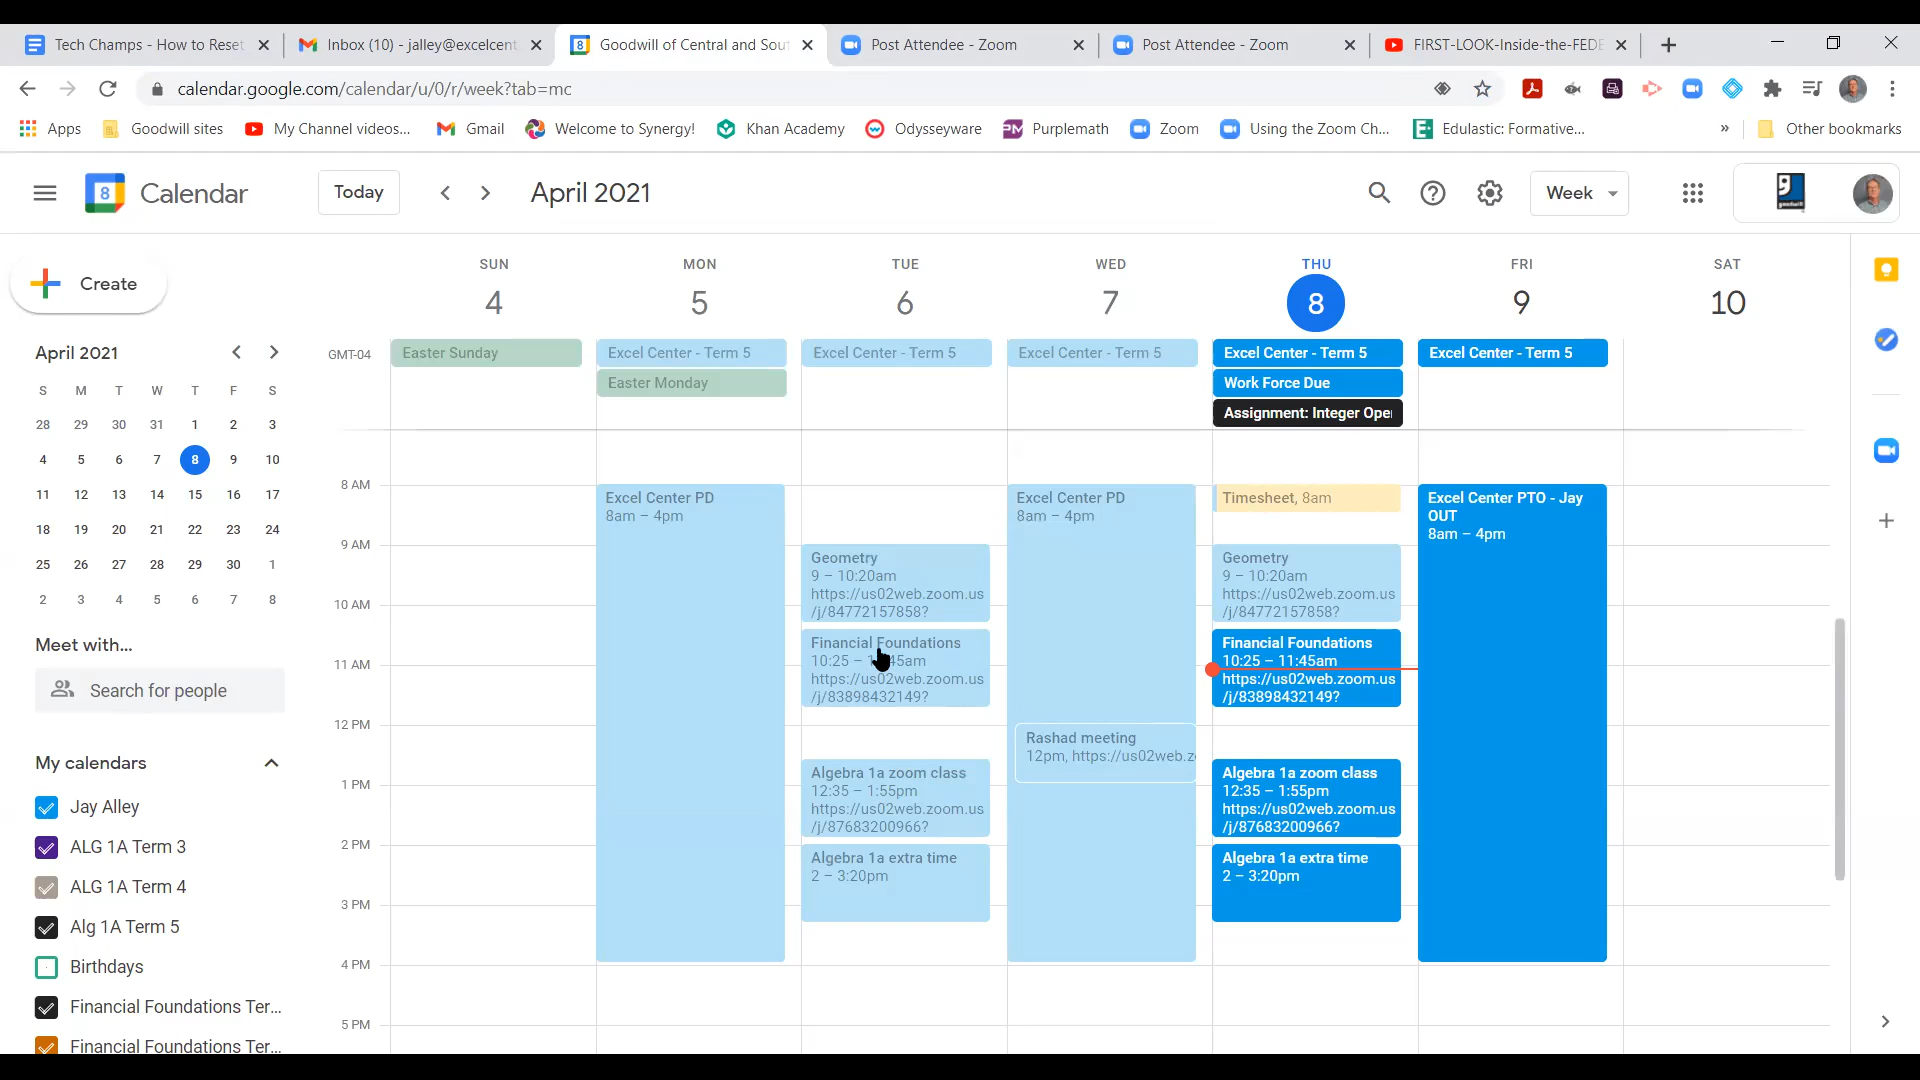 Tech Champs - How to Reset
Inbox (10) - jalley@excelcent
Goodwill of Central and Sou
Post Attendee - Zoom
Post Attendee - Zoom
FIRST-LOOK-Inside-the-FEDE
calendar.google.com/calendar/u/0/r/week?tab=mc
Apps
Goodwill sites
My Channel videos...
Gmail
Welcome to Synergy!
Khan Academy
Odysseyware
PM Purplemath
Zoom
Using the Zoom Ch...
Edulastic: Formative...
Other bookmarks
8 Calendar
Today
April 2021
Week
goodwill
Create
SUN
4
MON
5
TUE
6
WED
7
THU
8
FRI
9
SAT
10
April 2021
S M T W T F S
28 29 30 31 1 2 3
4 5 6 7 8 9 10
11 12 13 14 15 16 17
18 19 20 21 22 23 24
25 26 27 28 29 30 1
2 3 4 5 6 7 8
Meet with...
Search for people
My calendars
Jay Alley
ALG 1A Term 3
ALG 1A Term 4
Alg 1A Term 5
Birthdays
Financial Foundations Ter...
Financial Foundations Ter...
GMT-04
8 AM
9 AM
10 AM
11 AM
12 PM
1 PM
2 PM
3 PM
4 PM
5 PM
Easter Sunday
Excel Center - Term 5
Easter Monday
Excel Center PD
8am – 4pm
Excel Center - Term 5
Geometry
9 – 10:20am
https://us02web.zoom.us
/j/84772157858?
Financial Foundations
10:25 – 11:45am
https://us02web.zoom.us
/j/83898432149?
Algebra 1a zoom class
12:35 – 1:55pm
https://us02web.zoom.us
/j/87683200966?
Algebra 1a extra time
2 – 3:20pm
Excel Center - Term 5
Excel Center PD
8am – 4pm
Rashad meeting
12pm, https://us02web.z
Excel Center - Term 5
Work Force Due
Assignment: Integer Oper
Timesheet, 8am
Geometry
9 – 10:20am
https://us02web.zoom.us
/j/84772157858?
Financial Foundations
10:25 – 11:45am
https://us02web.zoom.us
/j/83898432149?
Algebra 1a zoom class
12:35 – 1:55pm
https://us02web.zoom.us
/j/87683200966?
Algebra 1a extra time
2 – 3:20pm
Excel Center - Term 5
Excel Center PTO - Jay
OUT
8am – 4pm